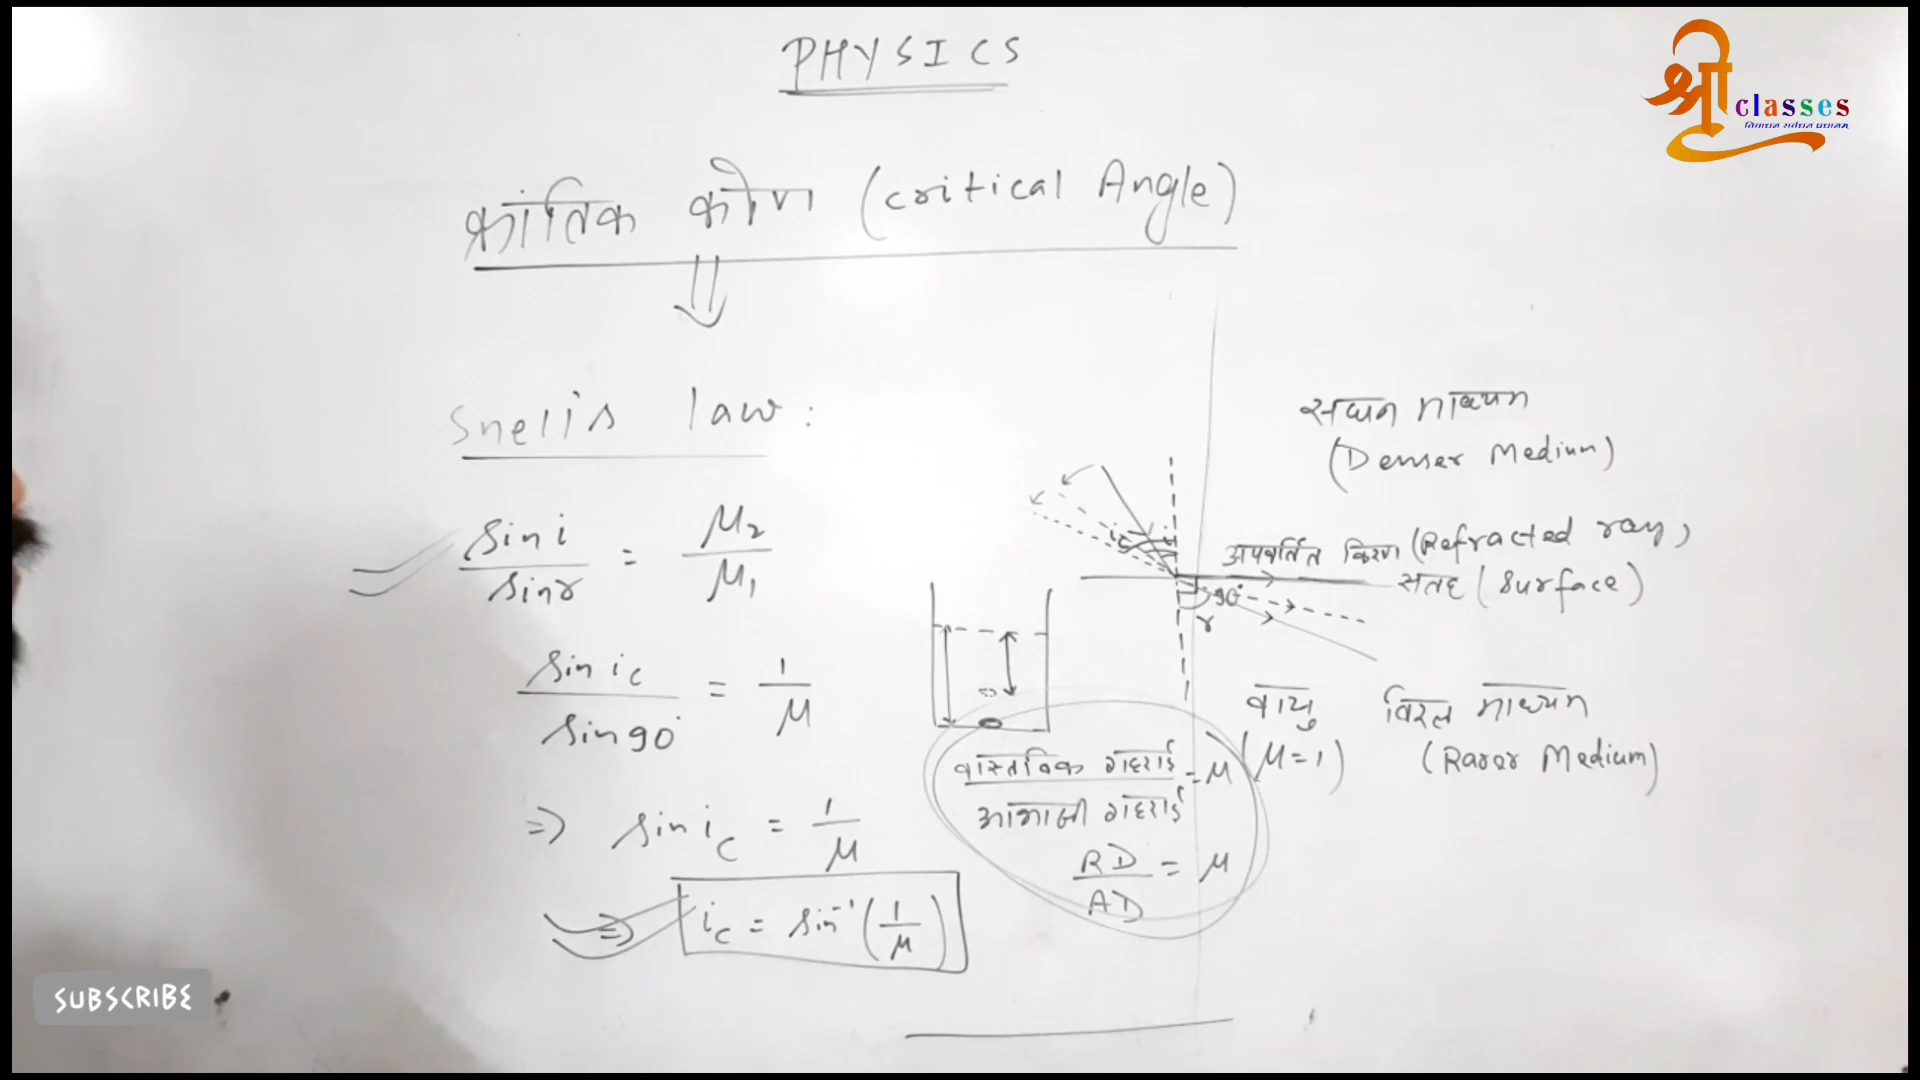 PHYSICS
श्री classes
क्रांतिक कोण (critical Angle)
Snell's law:
sin i / sin r = μ2 / μ1
sin ic / sin 90° = 1 / μ
⇒ sin ic = 1 / μ
⇒ ic = sin⁻¹ (1 / μ)
सघन माध्यम
(Denser Medium)
ic i
अपवर्तित किरण (Refracted ray)
सतह (Surface)
90°
r
वायु
(μ=1)
विरल माध्यम
(Rarer Medium)
वास्तविक गहराई / आभासी गहराई = μ
RD / AD = μ
SUBSCRIBE